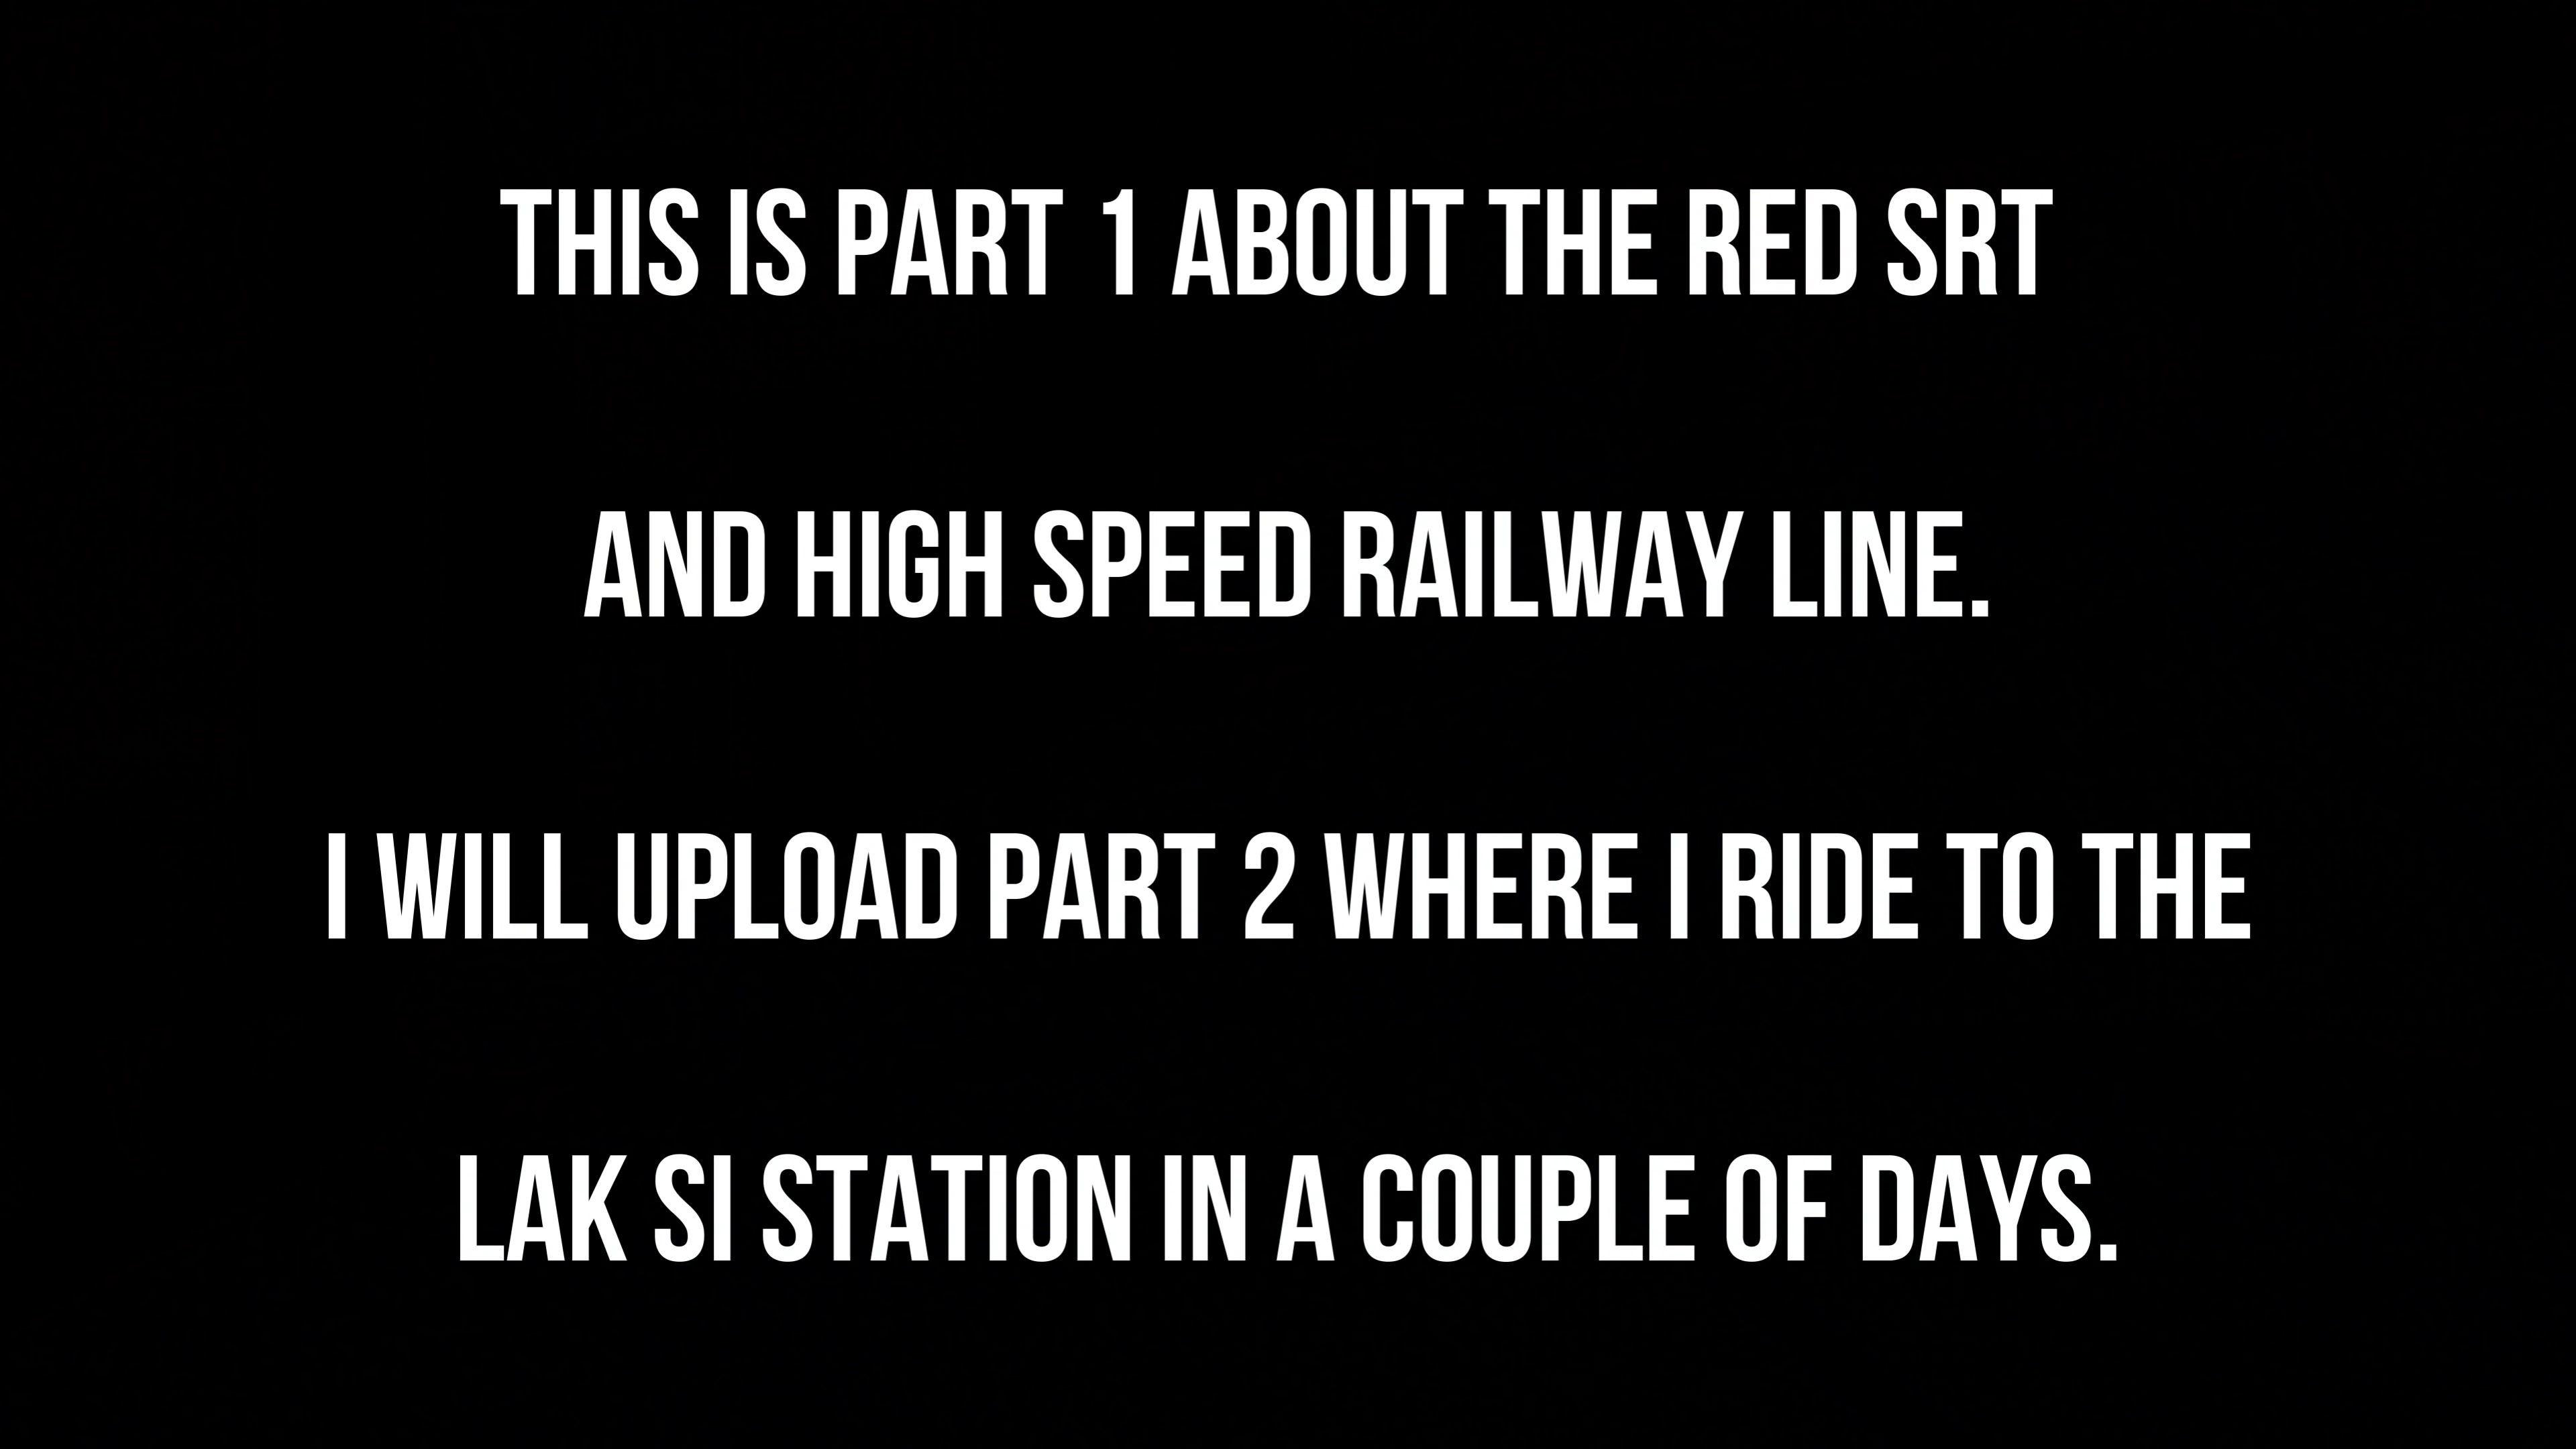 THIS IS PART 1 ABOUT THE RED SRT
AND HIGH SPEED RAILWAY LINE.
I WILL UPLOAD PART 2 WHERE I RIDE TO THE
LAK SI STATION IN A COUPLE OF DAYS.